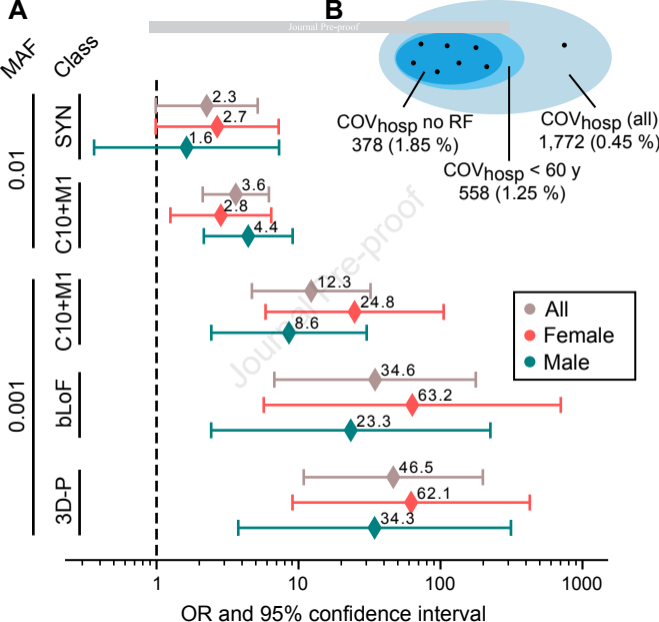 A
B
Journal Pre-proof
MAF
Class
0.01
SYN
2.3
2.7
1.6
C10+M1
3.6
2.8
4.4
0.001
C10+M1
12.3
24.8
8.6
bLoF
34.6
63.2
23.3
3D-P
46.5
62.1
34.3
1 10 100 1000
OR and 95% confidence interval
COVhosp no RF
378 (1.85 %)
COVhosp < 60 y
558 (1.25 %)
COVhosp (all)
1,772 (0.45 %)
All
Female
Male
Journal Pre-proof